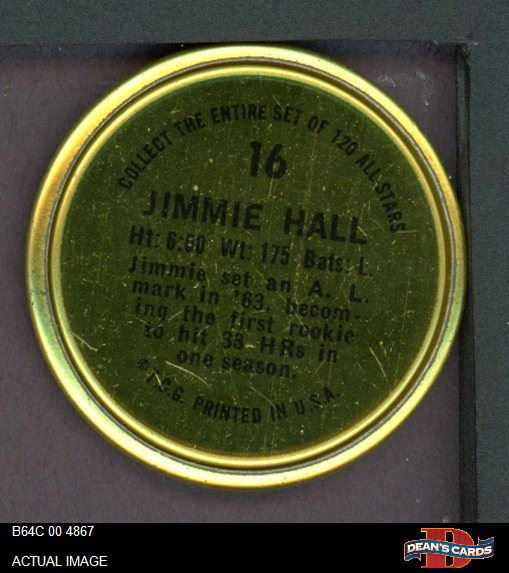 COLLECT THE ENTIRE SET OF 120 ALL STARS
16
JIMMIE HALL
Ht: 6:00 Wt: 175 Bats: L.
Jimmie set an A. L.
mark in '63, becom-
ing the first rookie
to hit 33 HRs in
one season.
©T.C.G. PRINTED IN U.S.A.
B64C 00 4867
ACTUAL IMAGE
D
DEAN'S CARDS